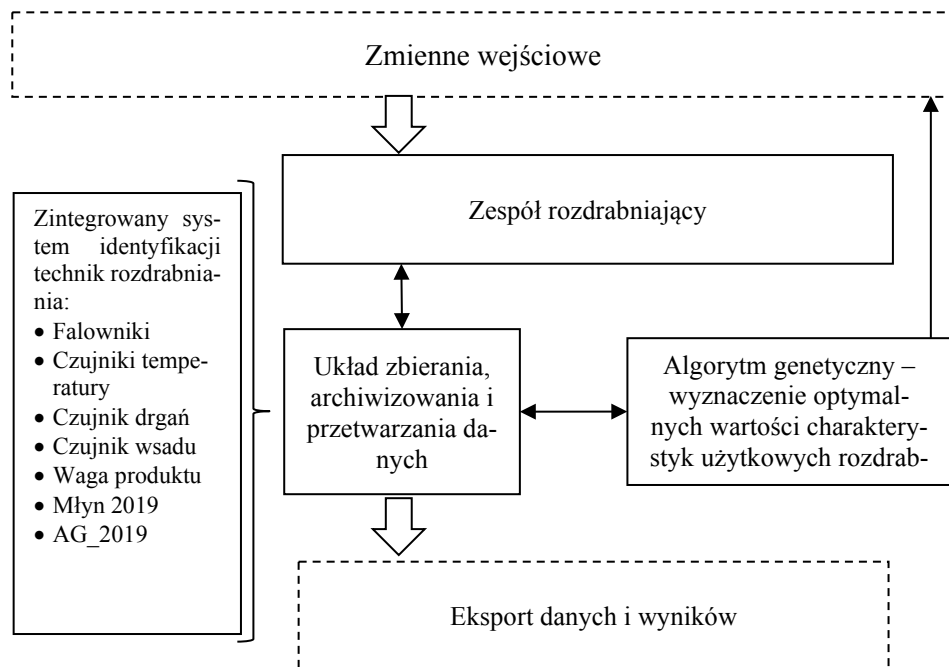 Zmienne wejściowe
Zespół rozdrabniający
Zintegrowany sys-
tem identyfikacji
technik rozdrabnia-
nia:
• Falowniki
• Czujniki tempe-
ratury
• Czujnik drgań
• Czujnik wsadu
• Waga produktu
• Młyn 2019
• AG_2019
Układ zbierania,
archiwizowania i
przetwarzania da-
nych
Algorytm genetyczny –
wyznaczenie optymal-
nych wartości charaktery-
styk użytkowych rozdrab-
Eksport danych i wyników